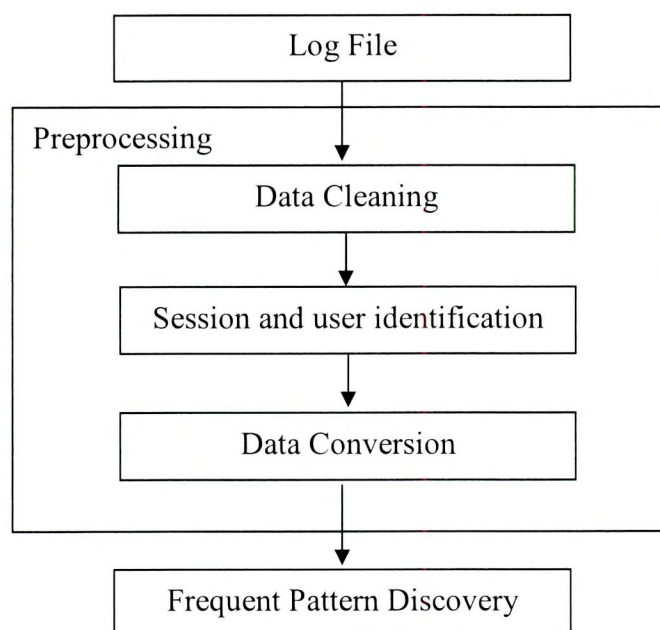 Log File
Preprocessing
Data Cleaning
Session and user identification
Data Conversion
Frequent Pattern Discovery